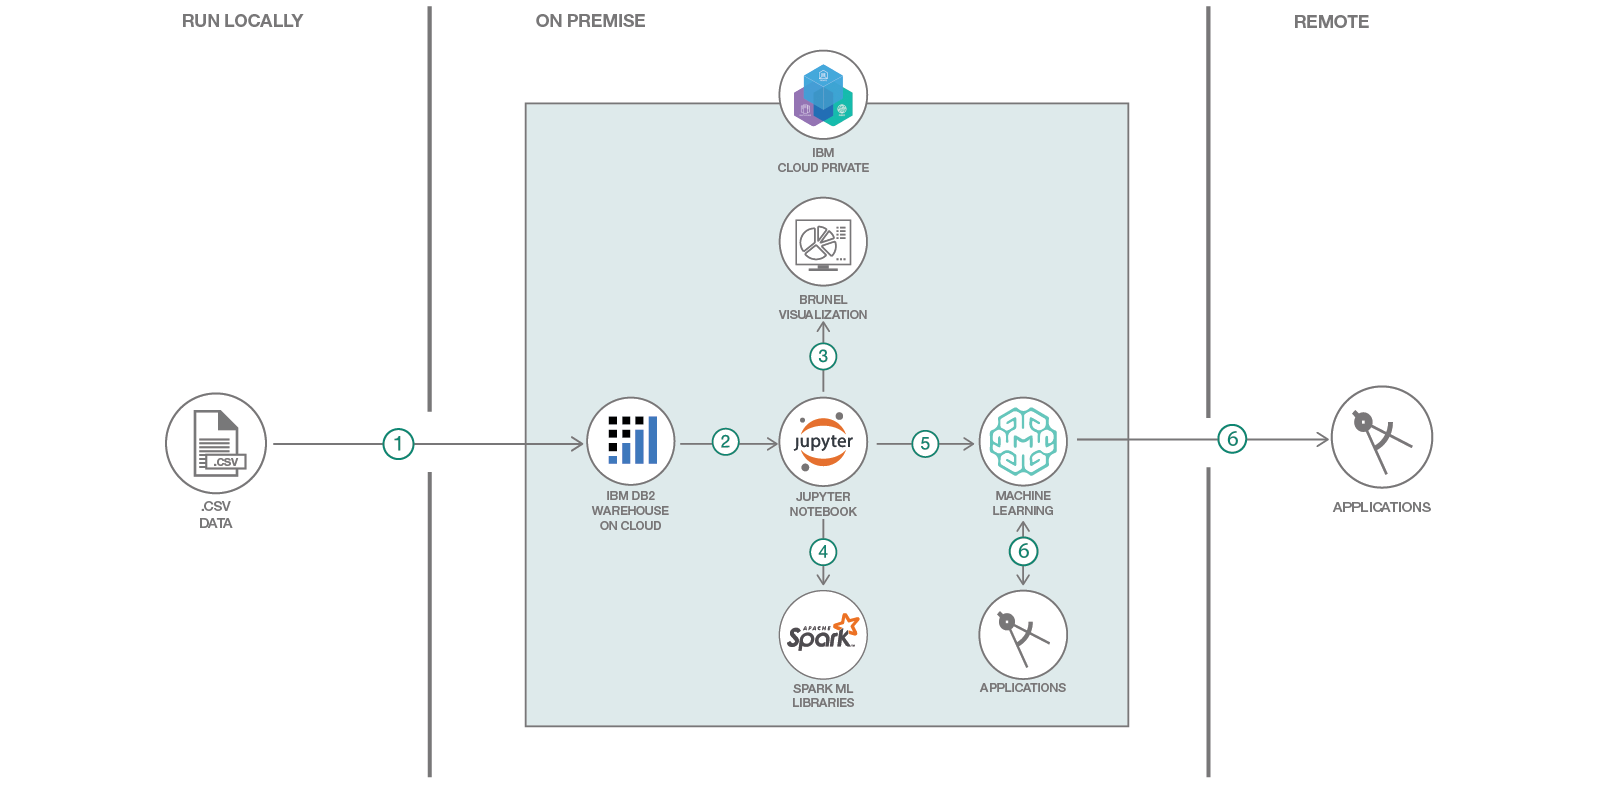 RUN LOCALLY
ON PREMISE
REMOTE
IBM
CLOUD PRIVATE
BRUNEL
VISUALIZATION
3
.CSV
.CSV
DATA
1
IBM DB2
WAREHOUSE
ON CLOUD
2
jupyter
JUPYTER
NOTEBOOK
5
MACHINE
LEARNING
6
APPLICATIONS
4
APACHE
Spark
SPARK ML
LIBRARIES
6
APPLICATIONS